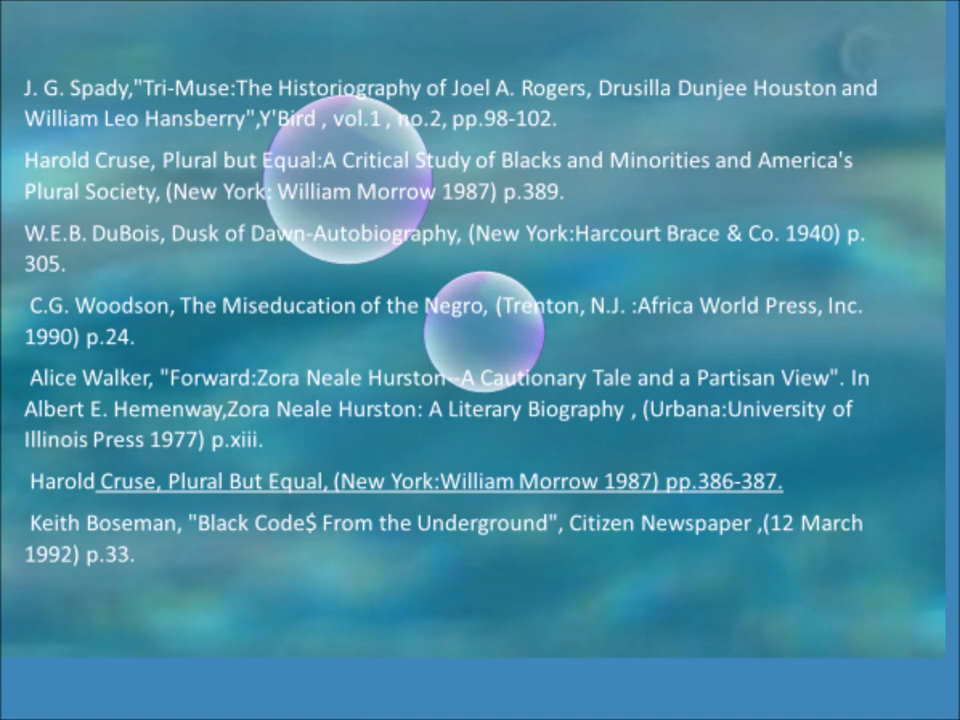 J. G. Spady,"Tri-Muse:The Historiography of Joel A. Rogers, Drusilla Dunjee Houston and
William Leo Hansberry",Y'Bird , vol.1 , no.2, pp.98-102.
Harold Cruse, Plural but Equal:A Critical Study of Blacks and Minorities and America's
Plural Society, (New York: William Morrow 1987) p.389.
W.E.B. DuBois, Dusk of Dawn-Autobiography, (New York:Harcourt Brace & Co. 1940) p.
305.
C.G. Woodson, The Miseducation of the Negro, (Trenton, N.J. :Africa World Press, Inc.
1990) p.24.
Alice Walker, "Forward:Zora Neale Hurston--A Cautionary Tale and a Partisan View". In
Albert E. Hemenway,Zora Neale Hurston: A Literary Biography , (Urbana:University of
Illinois Press 1977) p.xiii.
Harold Cruse, Plural But Equal, (New York:William Morrow 1987) pp.386-387.
Keith Boseman, "Black Code$ From the Underground", Citizen Newspaper ,(12 March
1992) p.33.